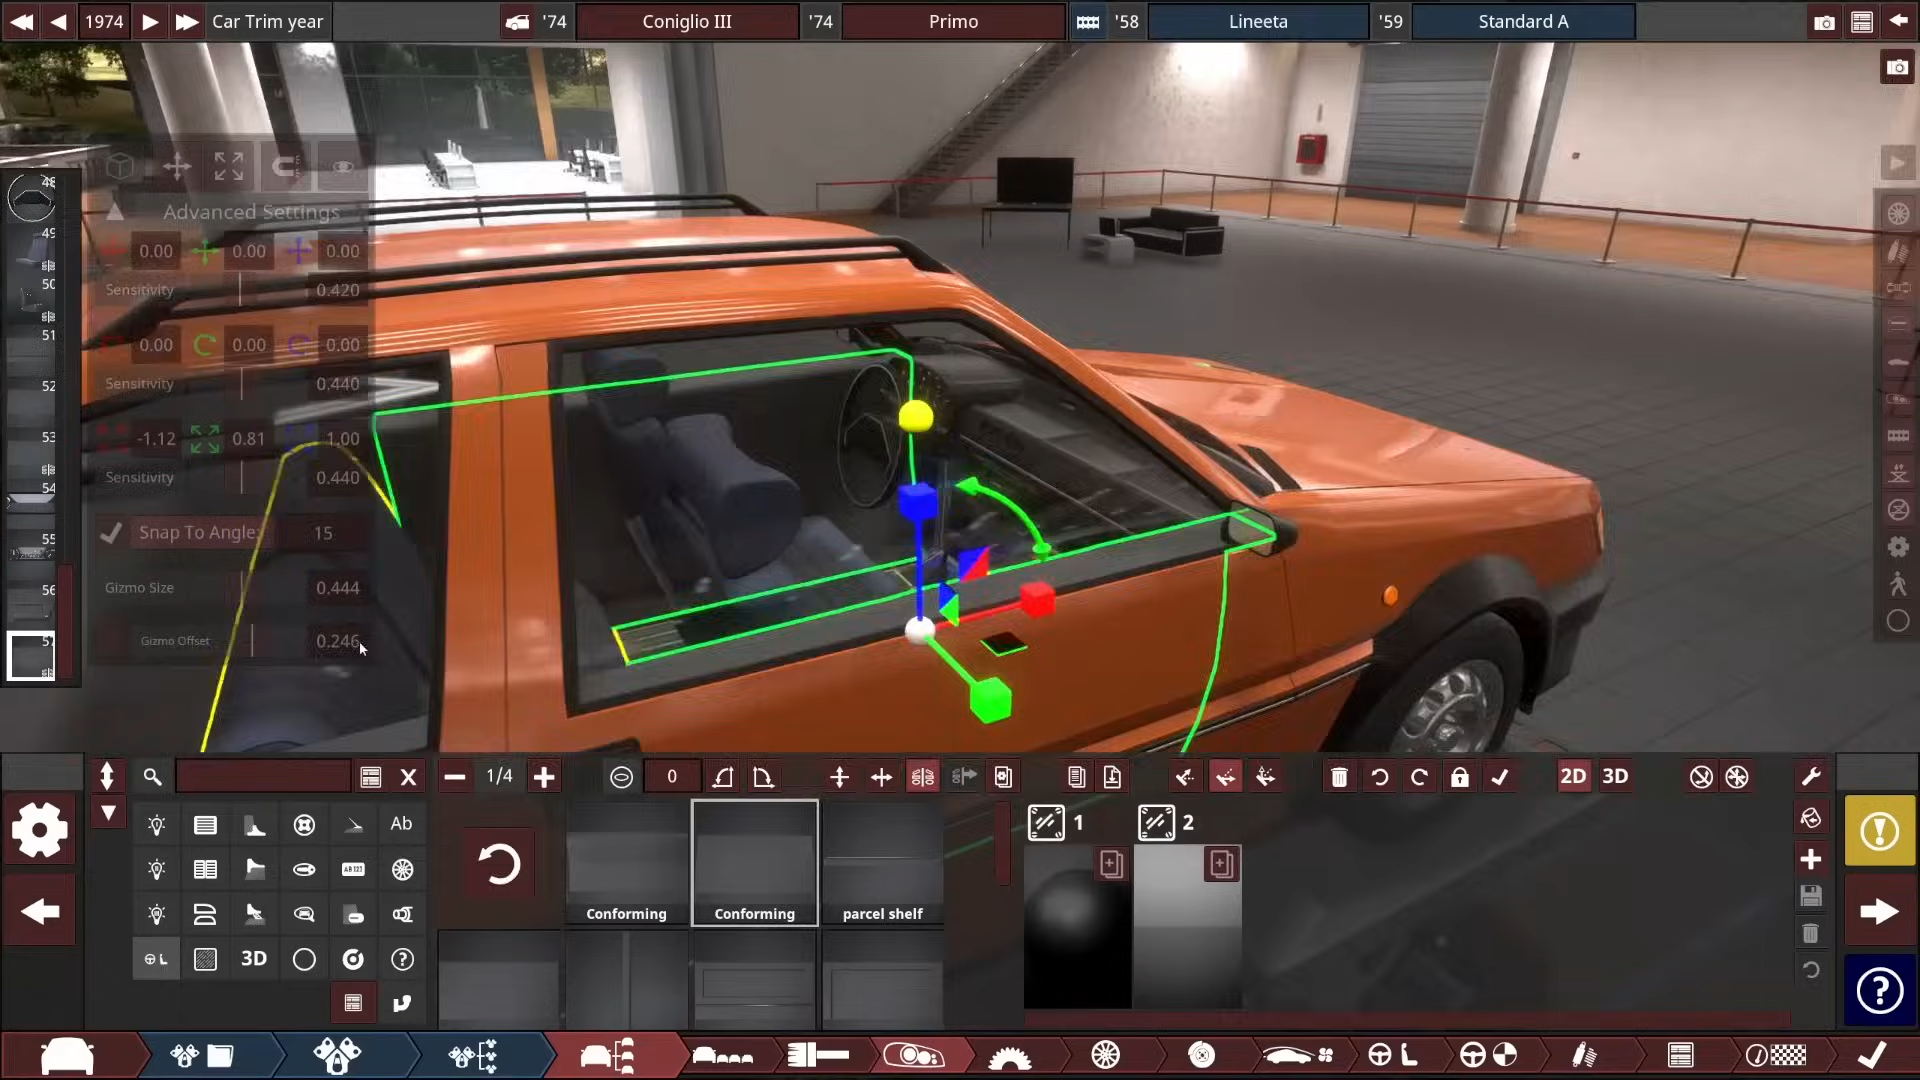 1974 Car Trim year '74 Coniglio III '74 Primo '58 Lineeta '59 Standard A
Advanced Settings
0.00 0.00 0.00
Sensitivity 0.420
0.00 0.00 0.00
Sensitivity 0.440
-1.12 0.81 1.00
Sensitivity 0.440
Snap To Angle: 15
Gizmo Size 0.444
Gizmo Offset 0.246
48
49
50
51
52
53
54
55
56
1/4 0 2D 3D
Ab
AB 123
3D
Conforming Conforming parcel shelf
1 2